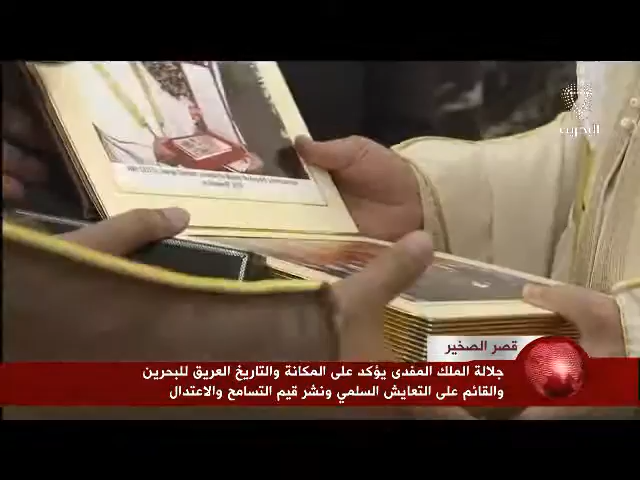 البحرين
قصر الصخير
جلالة الملك المفدى يؤكد على المكانة والتاريخ العريق للبحرين
والقائم على التعايش السلمي ونشر قيم التسامح والاعتدال